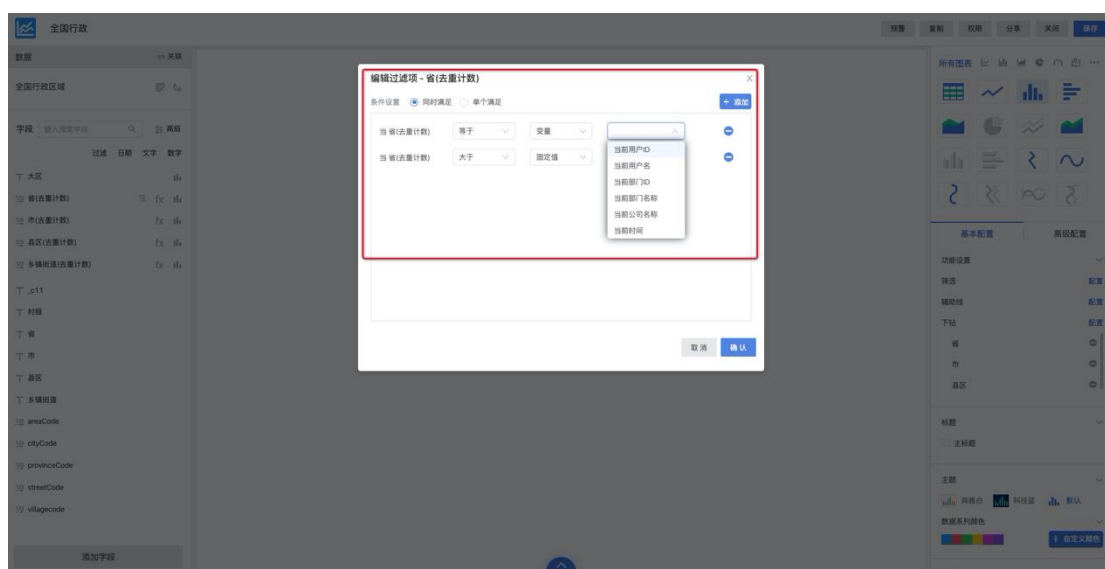 全国行政
预警 复制 权限 分享 关闭 保存
数据 关联
全国行政区域
字段 输入搜索字段 高级
过滤 日期 文字 数字
大区
省(去重计数)
市(去重计数)
县区(去重计数)
乡镇街道(去重计数)
_c11
村级
省
市
县区
乡镇街道
areaCode
cityCode
provinceCode
streetCode
villagecode
添加字段
编辑过滤项 - 省(去重计数) X
条件设置 同时满足 单个满足 + 添加
当 省(去重计数) 等于 变量
当 省(去重计数) 大于 固定值
当前用户ID
当前用户名
当前部门ID
当前部门名称
当前公司名称
当前时间
取消 确认
所有图表
基本配置 高级配置
功能设置
筛选 配置
辅助线 配置
下钻 配置
省
市
县区
标题
主标题
主题
典雅白 科技蓝 默认
数据系列颜色
+ 自定义颜色